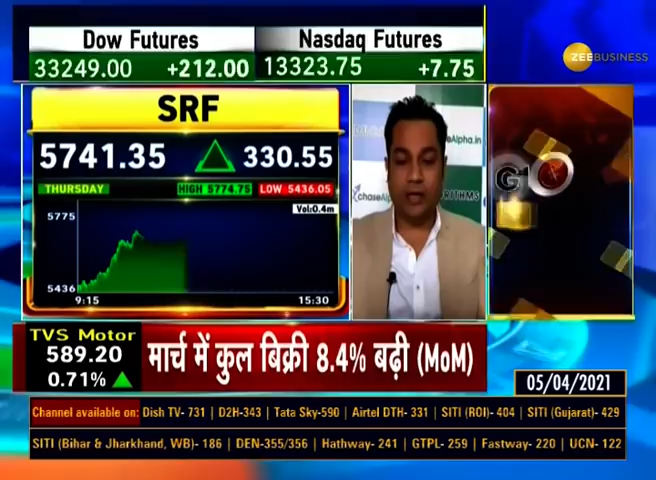 Dow Futures
33249.00 +212.00
Nasdaq Futures
13323.75 +7.75
ZEE BUSINESS
SRF
5741.35 330.55
THURSDAY HIGH 5774.75 LOW 5436.05
Vol:0.4m
5775
5436
9:15 15:30
eAlpha.in
chaseAl
RITHMS
G
TVS Motor
589.20
0.71%
मार्च में कुल बिक्री 8.4% बढ़ी (MoM)
05/04/2021
Channel available on: Dish TV- 731 | D2H-343 | Tata Sky-590 | Airtel DTH- 331 | SITI (ROI)- 404 | SITI (Gujarat)- 429
SITI (Bihar & Jharkhand, WB)- 186 | DEN-355/356 | Hathway- 241 | GTPL- 259 | Fastway- 220 | UCN- 122